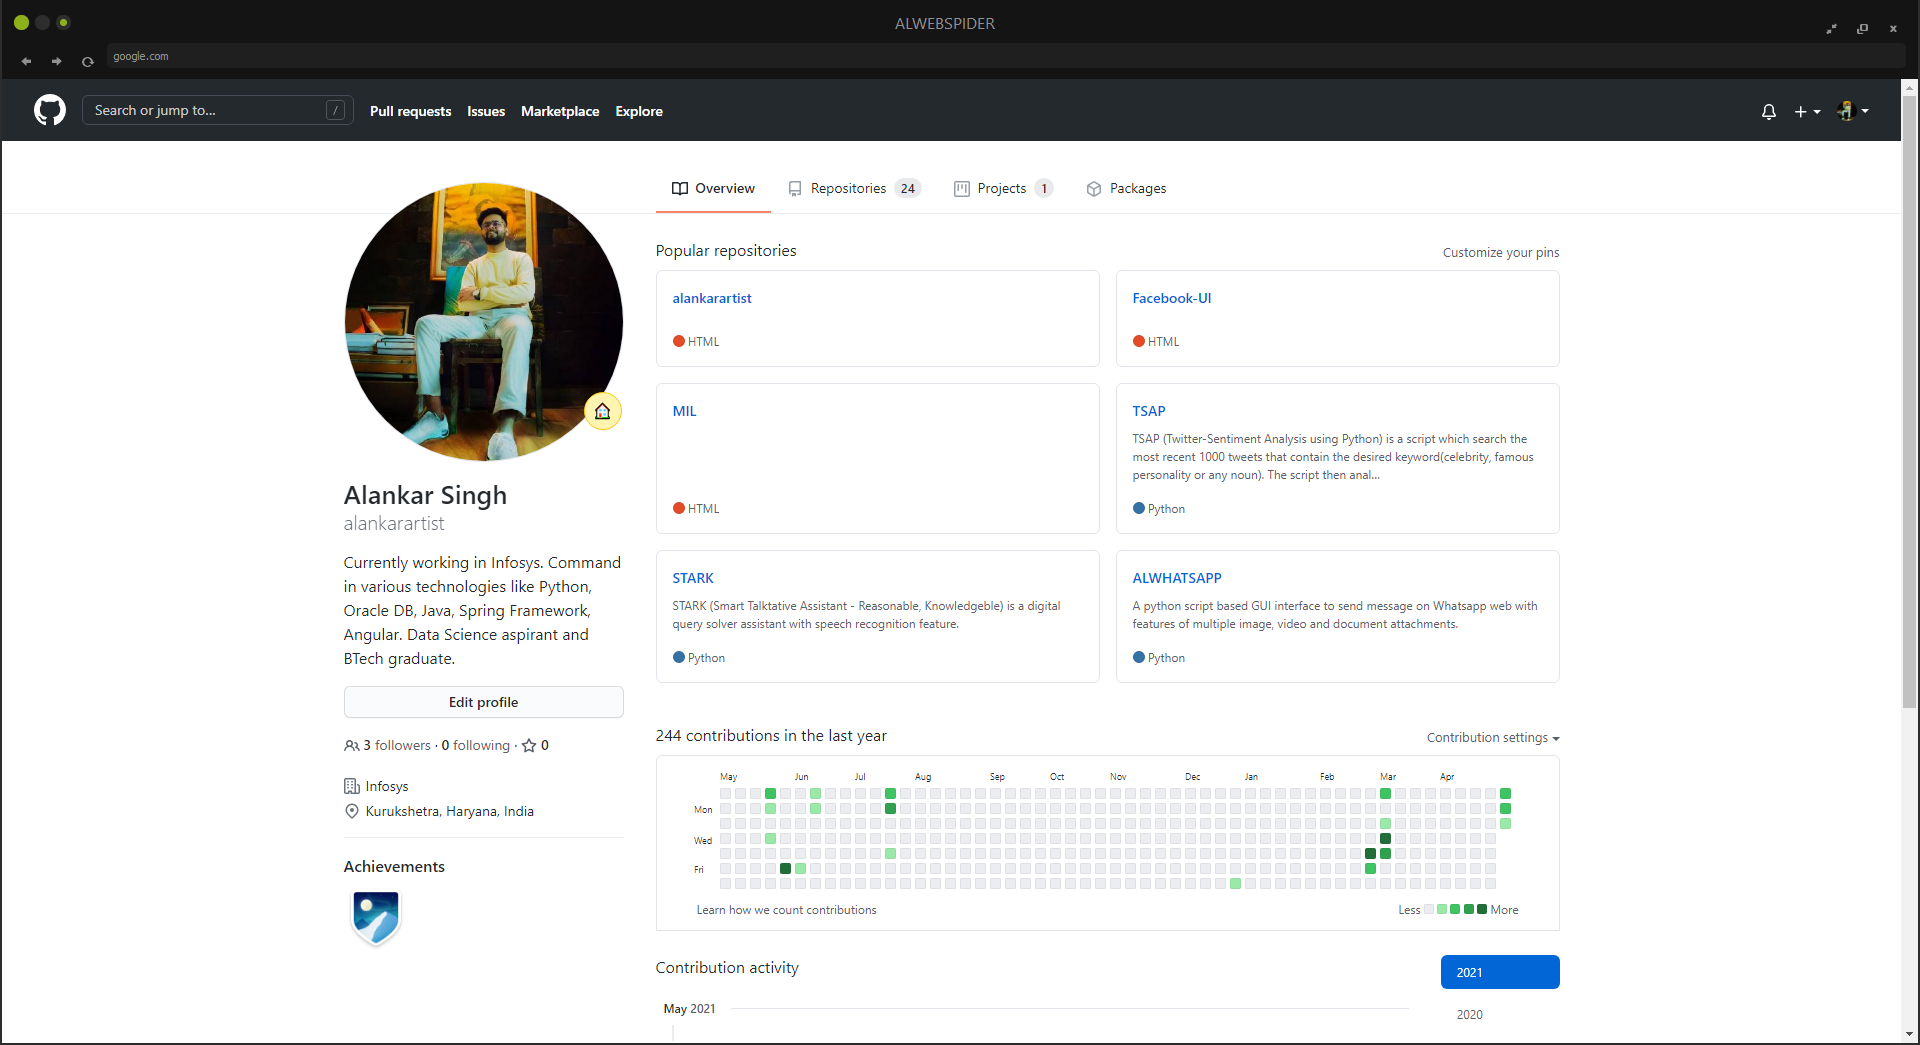 ALWEBSPIDER
google.com
Search or jump to... /
Pull requests Issues Marketplace Explore
Overview Repositories 24 Projects 1 Packages
Alankar Singh
alankarartist
Currently working in Infosys. Command
in various technologies like Python,
Oracle DB, Java, Spring Framework,
Angular. Data Science aspirant and
BTech graduate.
Edit profile
3 followers · 0 following · 0
Infosys
Kurukshetra, Haryana, India
Achievements
Popular repositories Customize your pins
alankarartist
HTML
Facebook-UI
HTML
MIL
HTML
TSAP
TSAP (Twitter-Sentiment Analysis using Python) is a script which search the
most recent 1000 tweets that contain the desired keyword(celebrity, famous
personality or any noun). The script then anal...
Python
STARK
STARK (Smart Talktative Assistant - Reasonable, Knowledgeble) is a digital
query solver assistant with speech recognition feature.
Python
ALWHATSAPP
A python script based GUI interface to send message on Whatsapp web with
features of multiple image, video and document attachments.
Python
244 contributions in the last year Contribution settings
May Jun Jul Aug Sep Oct Nov Dec Jan Feb Mar Apr
Mon
Wed
Fri
Learn how we count contributions Less More
Contribution activity
2021
May 2021
2020